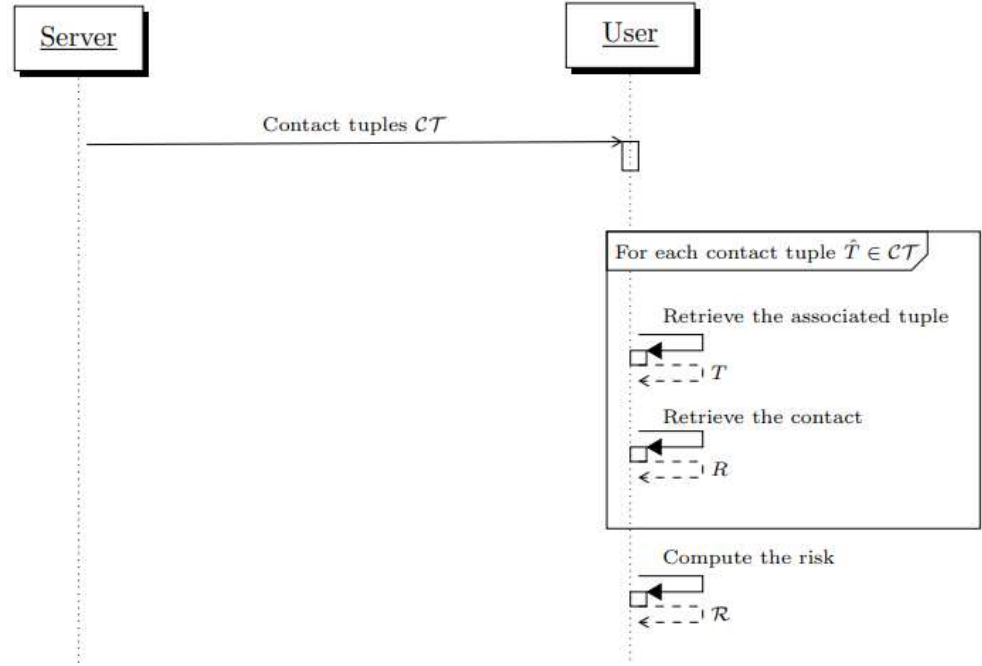 Server
User
Contact tuples 𝒞𝒯
For each contact tuple T̂ ∈ 𝒞𝒯
Retrieve the associated tuple
T
Retrieve the contact
R
Compute the risk
ℛ